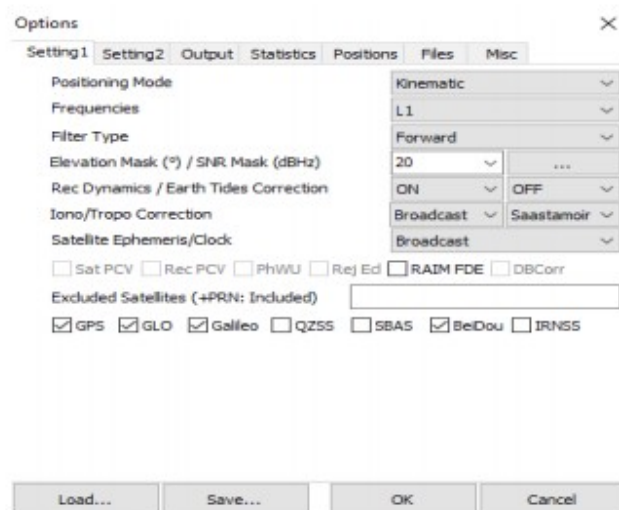 Options
Setting1 Setting2 Output Statistics Positions Files Misc
Positioning Mode Kinematic
Frequencies L1
Filter Type Forward
Elevation Mask (°) / SNR Mask (dBHz) 20 ...
Rec Dynamics / Earth Tides Correction ON OFF
Iono/Tropo Correction Broadcast Saastamoir
Satellite Ephemeris/Clock Broadcast
Sat PCV Rec PCV PhWU Rej Ecl RAIM FDE DBCorr
Excluded Satellites (+PRN: Included)
GPS GLO Galileo QZSS SBAS BeiDou IRNSS
Load... Save... OK Cancel